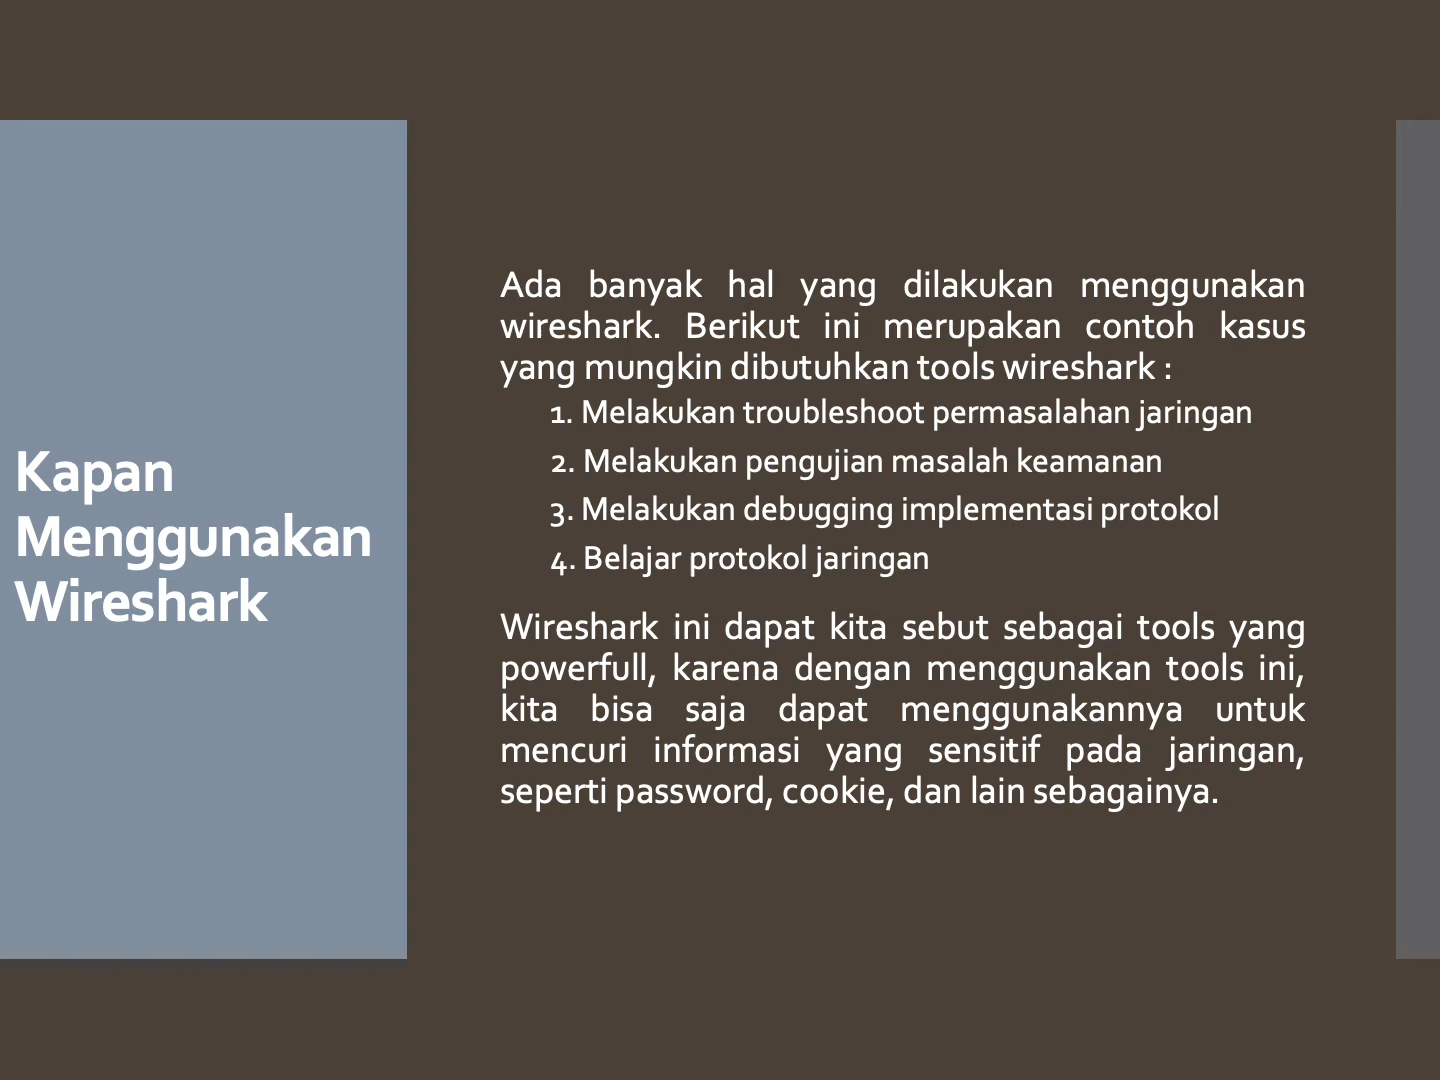 Kapan
Menggunakan
Wireshark
Ada banyak hal yang dilakukan menggunakan
wireshark. Berikut ini merupakan contoh kasus
yang mungkin dibutuhkan tools wireshark :
1. Melakukan troubleshoot permasalahan jaringan
2. Melakukan pengujian masalah keamanan
3. Melakukan debugging implementasi protokol
4. Belajar protokol jaringan
Wireshark ini dapat kita sebut sebagai tools yang
powerfull, karena dengan menggunakan tools ini,
kita bisa saja dapat menggunakannya untuk
mencuri informasi yang sensitif pada jaringan,
seperti password, cookie, dan lain sebagainya.